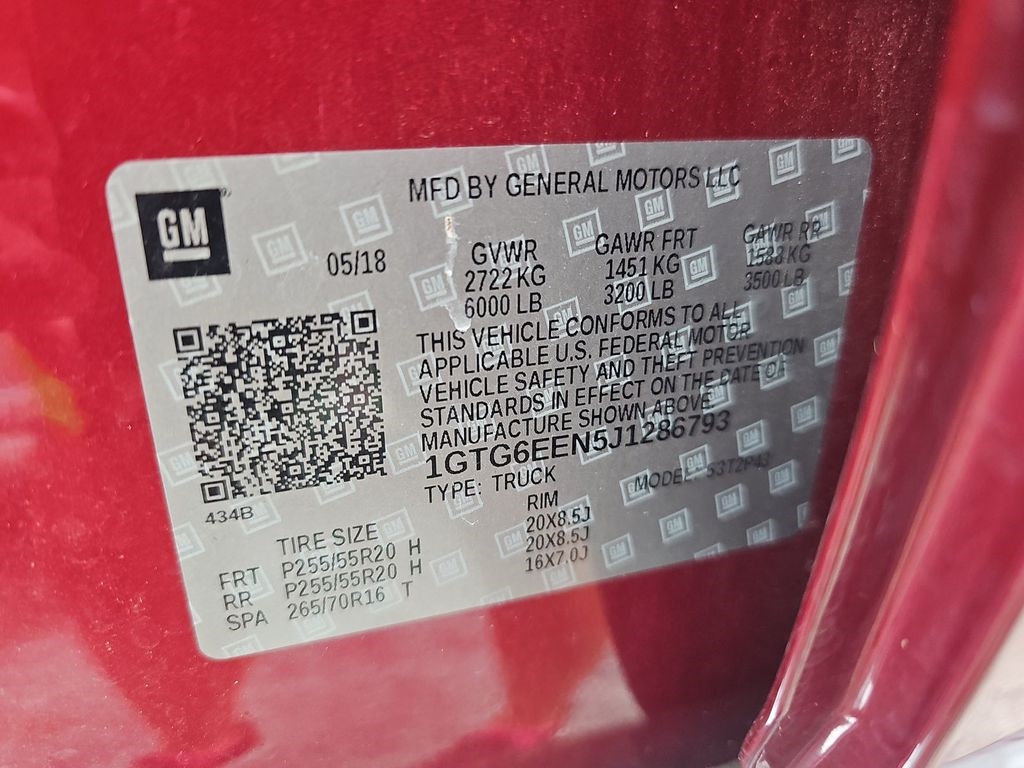 GM
MFD BY GENERAL MOTORS LLC
05/18
GVWR GAWR FRT GAWR RR
2722 KG 1451 KG 1588 KG
6000 LB 3200 LB 3500 LB
THIS VEHICLE CONFORMS TO ALL
APPLICABLE U.S. FEDERAL MOTOR
VEHICLE SAFETY AND THEFT PREVENTION
STANDARDS IN EFFECT ON THE DATE OF
MANUFACTURE SHOWN ABOVE
1GTG6EEN5J1286793
TYPE: TRUCK MODEL: 53T2P43
434B
TIRE SIZE RIM
FRT P255/55R20 H 20X8.5J
RR P255/55R20 H 20X8.5J
SPA 265/70R16 T 16X7.0J